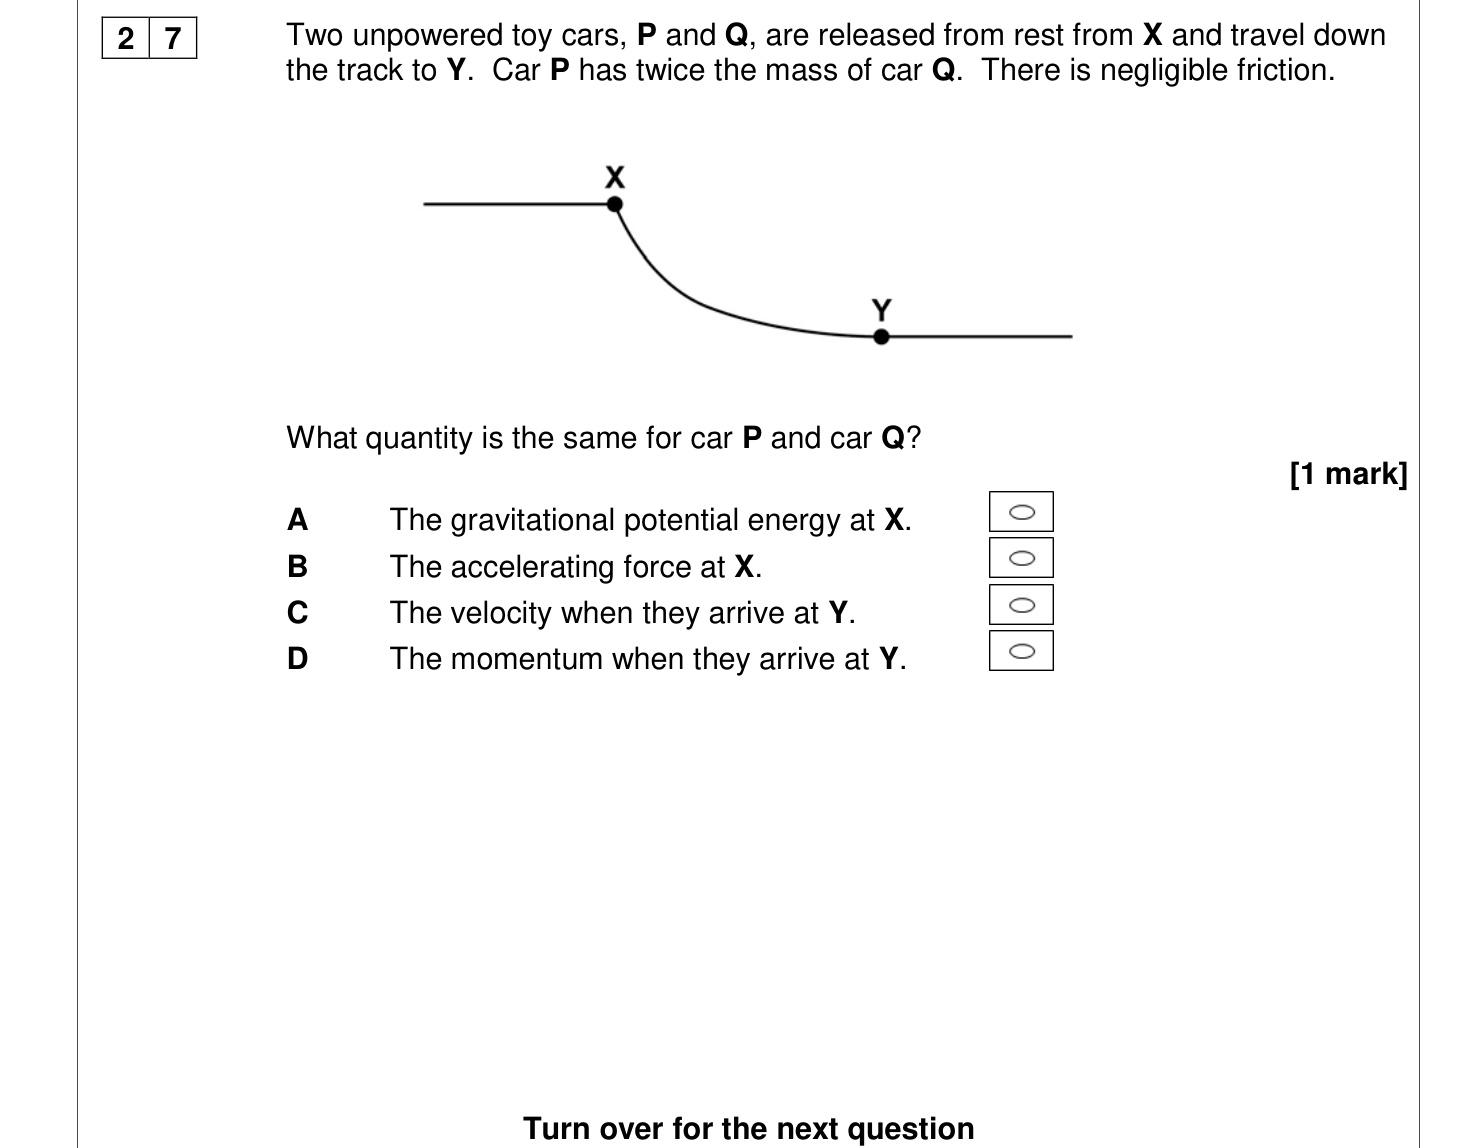 2 7
Two unpowered toy cars, P and Q, are released from rest from X and travel down
the track to Y. Car P has twice the mass of car Q. There is negligible friction.
X
Y
What quantity is the same for car P and car Q?
[1 mark]
A The gravitational potential energy at X.
B The accelerating force at X.
C The velocity when they arrive at Y.
D The momentum when they arrive at Y.
Turn over for the next question